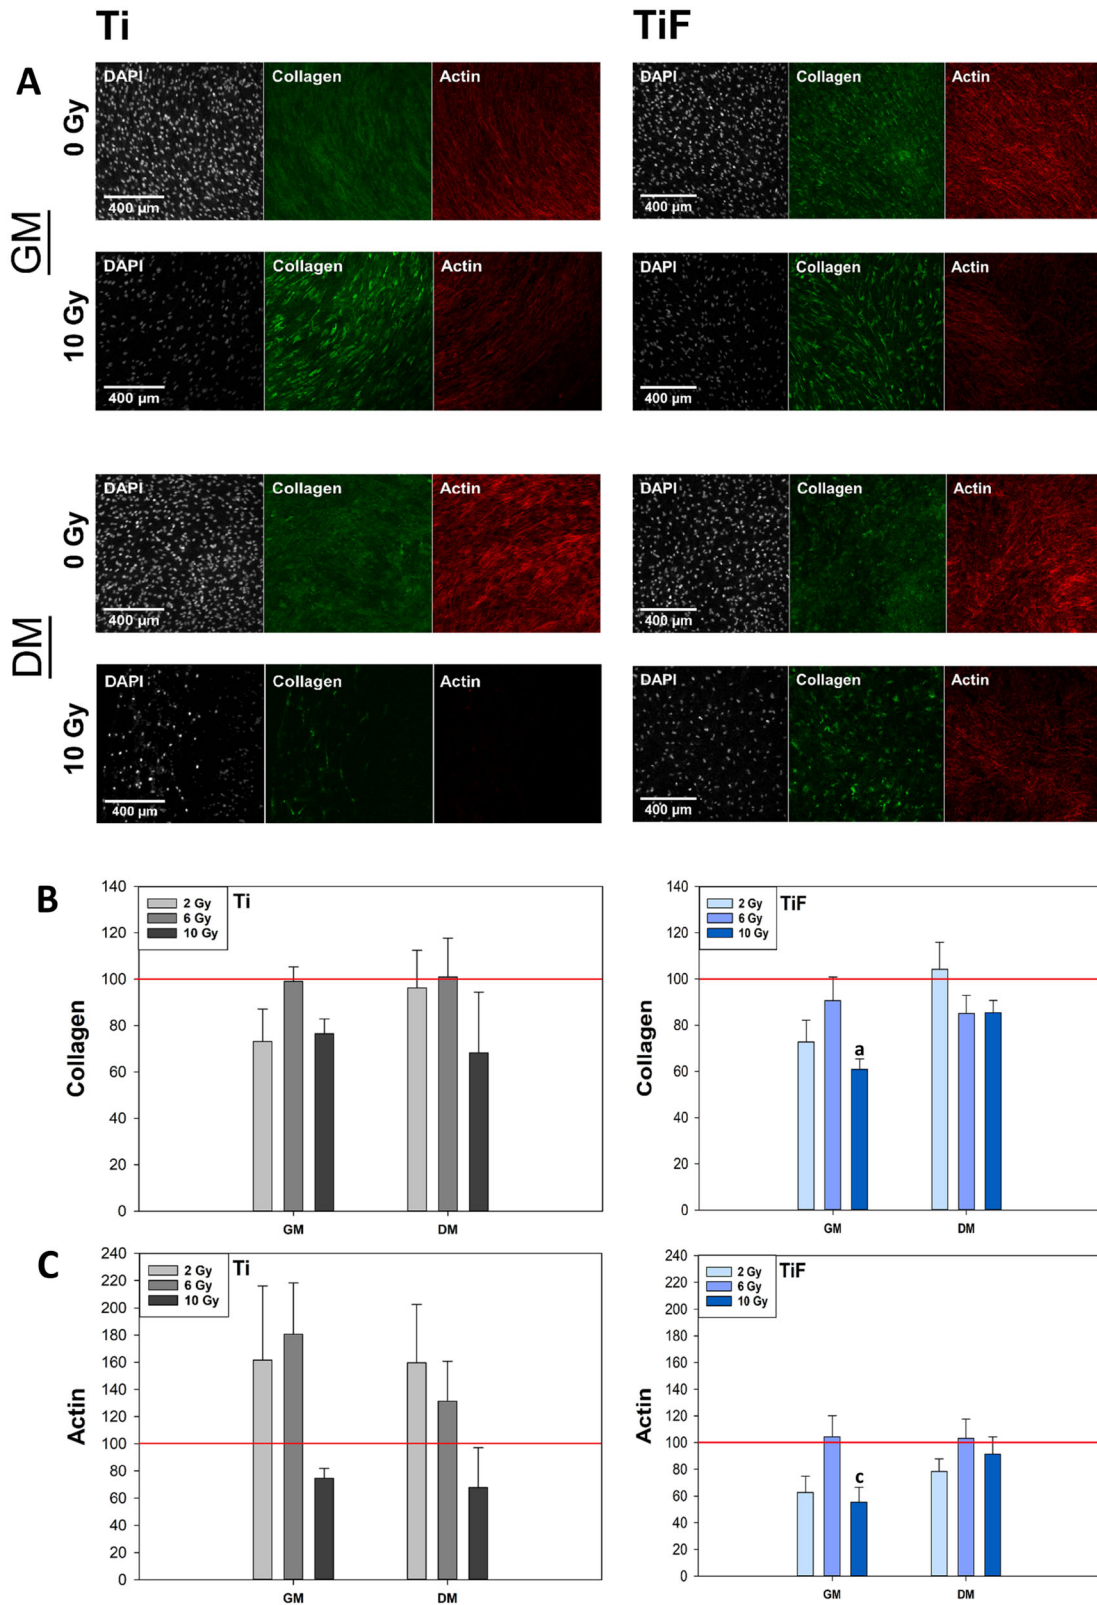 Ti TiF
A
GM
0 Gy
DAPI Collagen Actin DAPI Collagen Actin
400 µm 400 µm
10 Gy
DAPI Collagen Actin DAPI Collagen Actin
400 µm 400 µm
DM
0 Gy
DAPI Collagen Actin DAPI Collagen Actin
400 µm 400 µm
10 Gy
DAPI Collagen Actin DAPI Collagen Actin
400 µm 400 µm
B
Collagen
140
120
100
80
60
40
20
0
2 Gy
6 Gy
10 Gy
Ti
GM DM
Collagen
140
120
100
80
60
40
20
0
2 Gy
6 Gy
10 Gy
TiF
a
GM DM
C
Actin
240
220
200
180
160
140
120
100
80
60
40
20
0
2 Gy
6 Gy
10 Gy
Ti
GM DM
Actin
240
220
200
180
160
140
120
100
80
60
40
20
0
2 Gy
6 Gy
10 Gy
TiF
c
GM DM